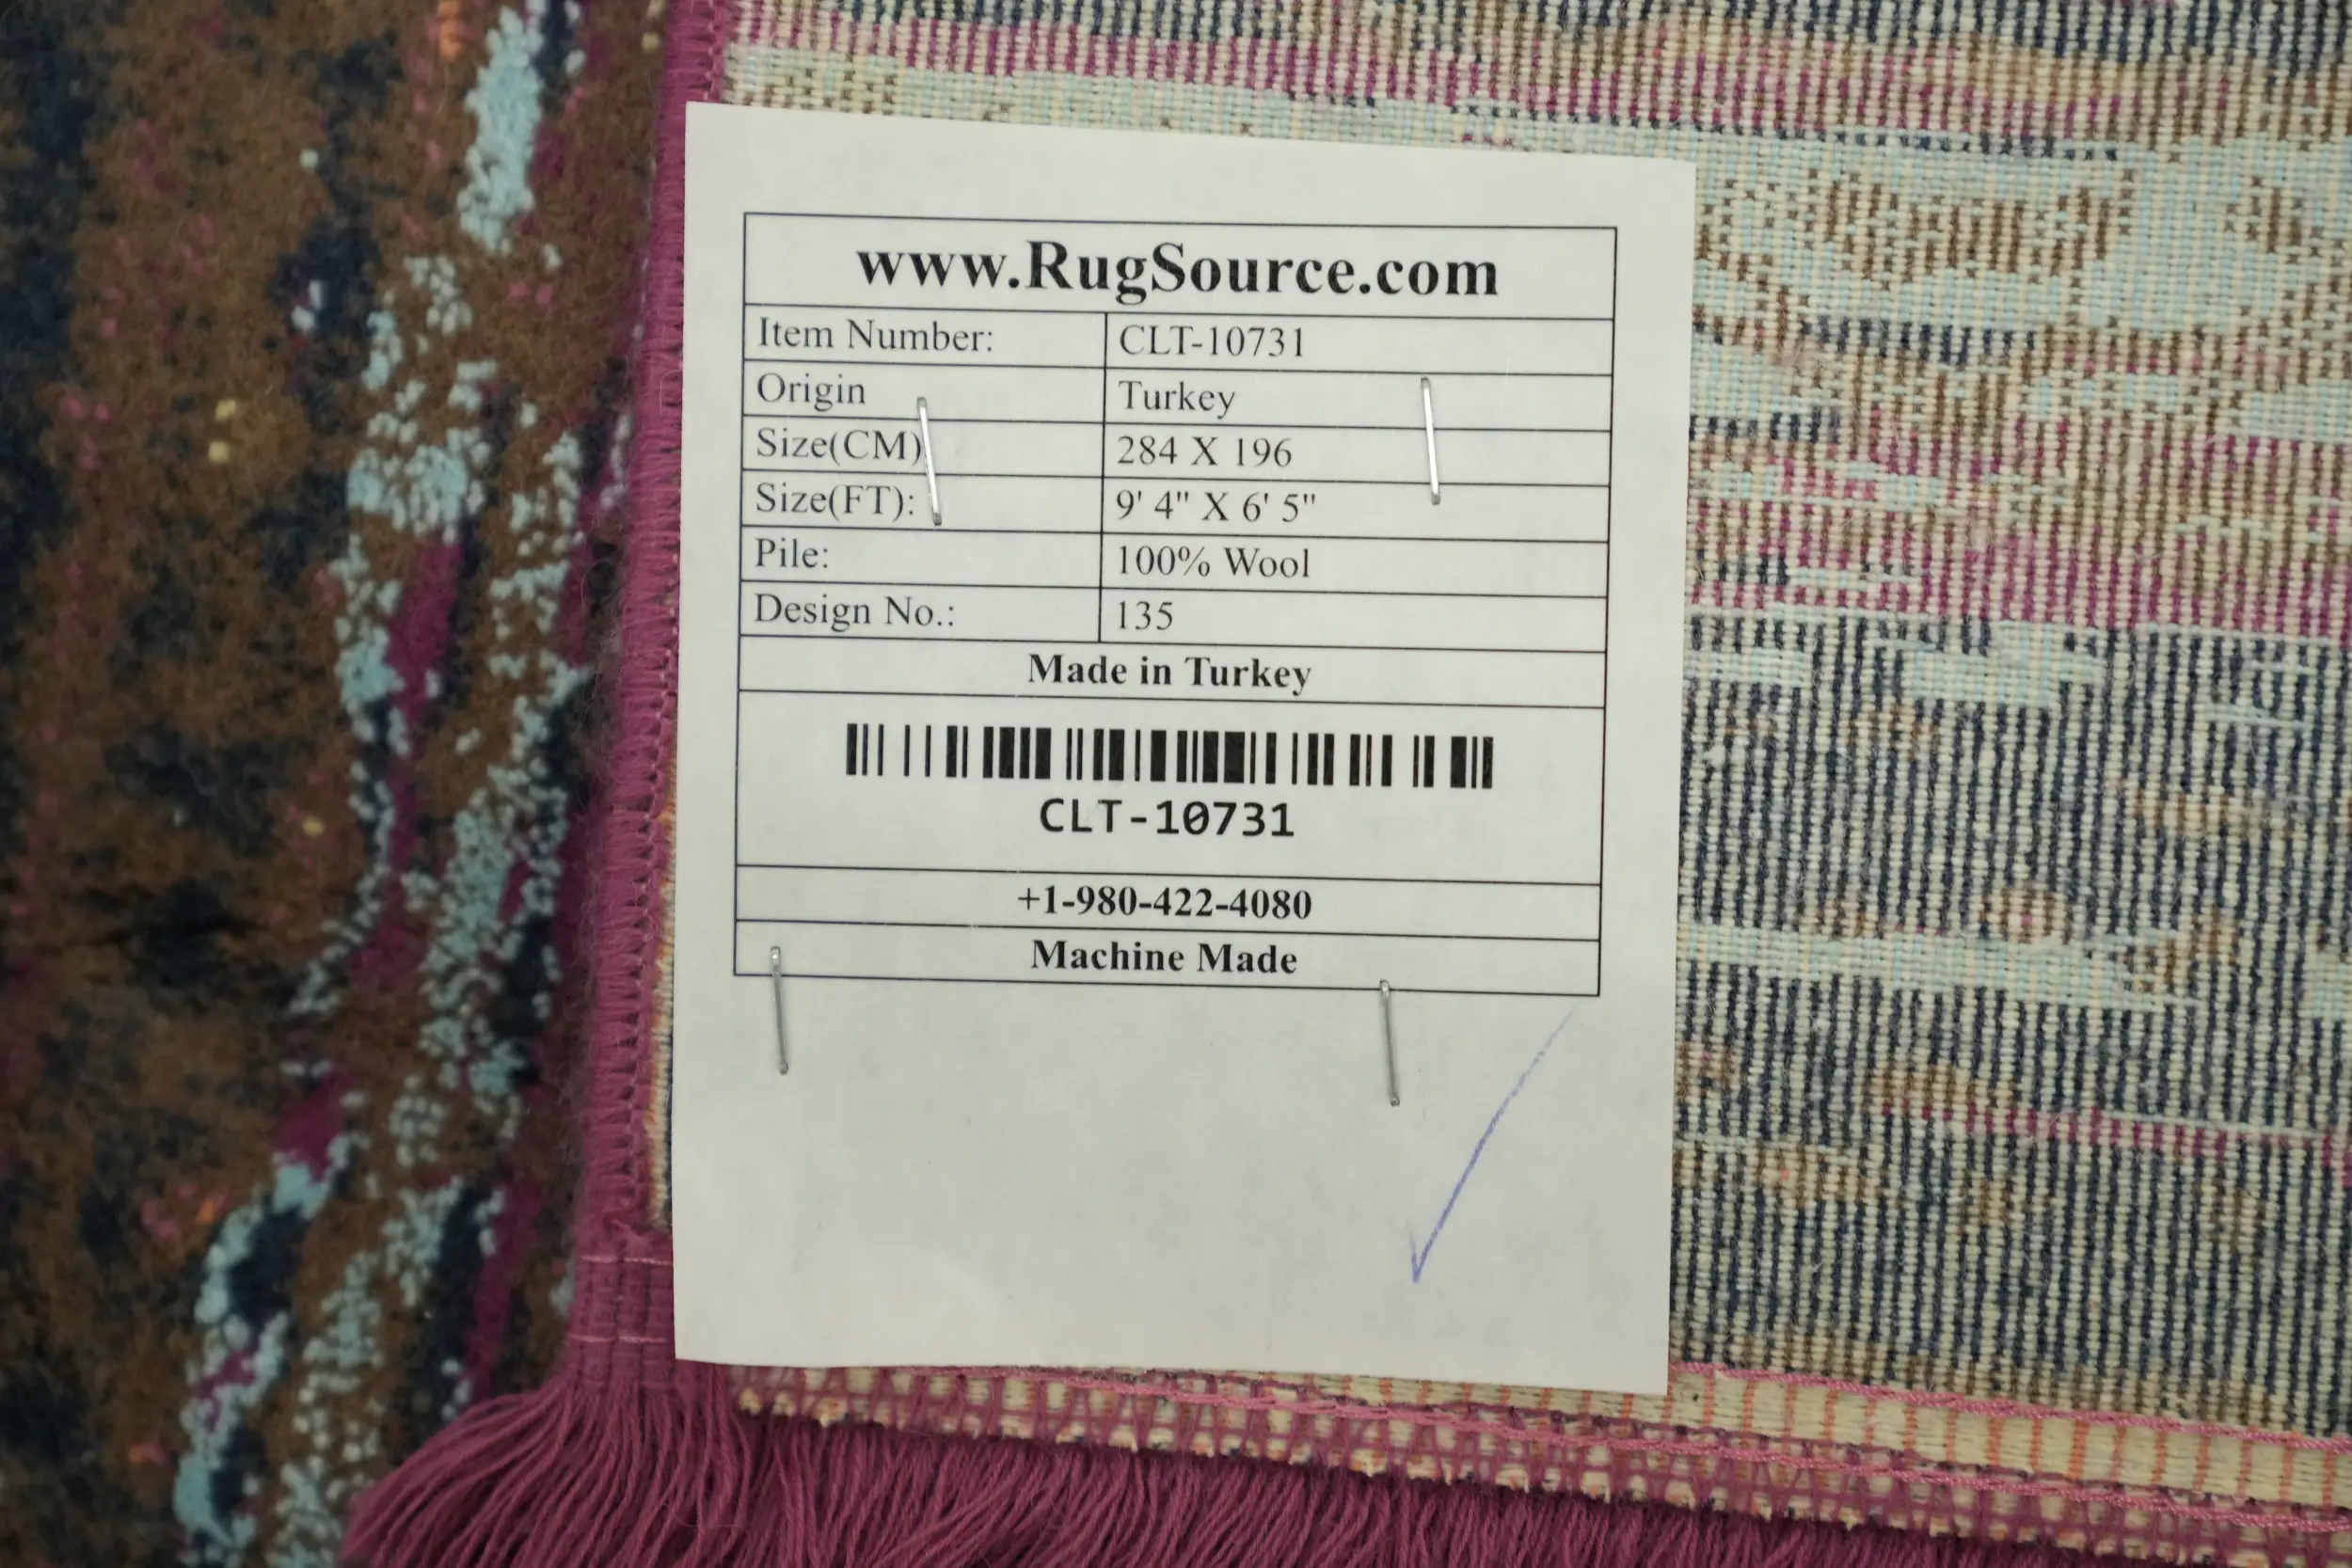 www.RugSource.com
Item Number: CLT-10731
Origin Turkey
Size(CM) 284 X 196
Size(FT): 9' 4" X 6' 5"
Pile: 100% Wool
Design No.: 135
Made in Turkey
CLT-10731
+1-980-422-4080
Machine Made